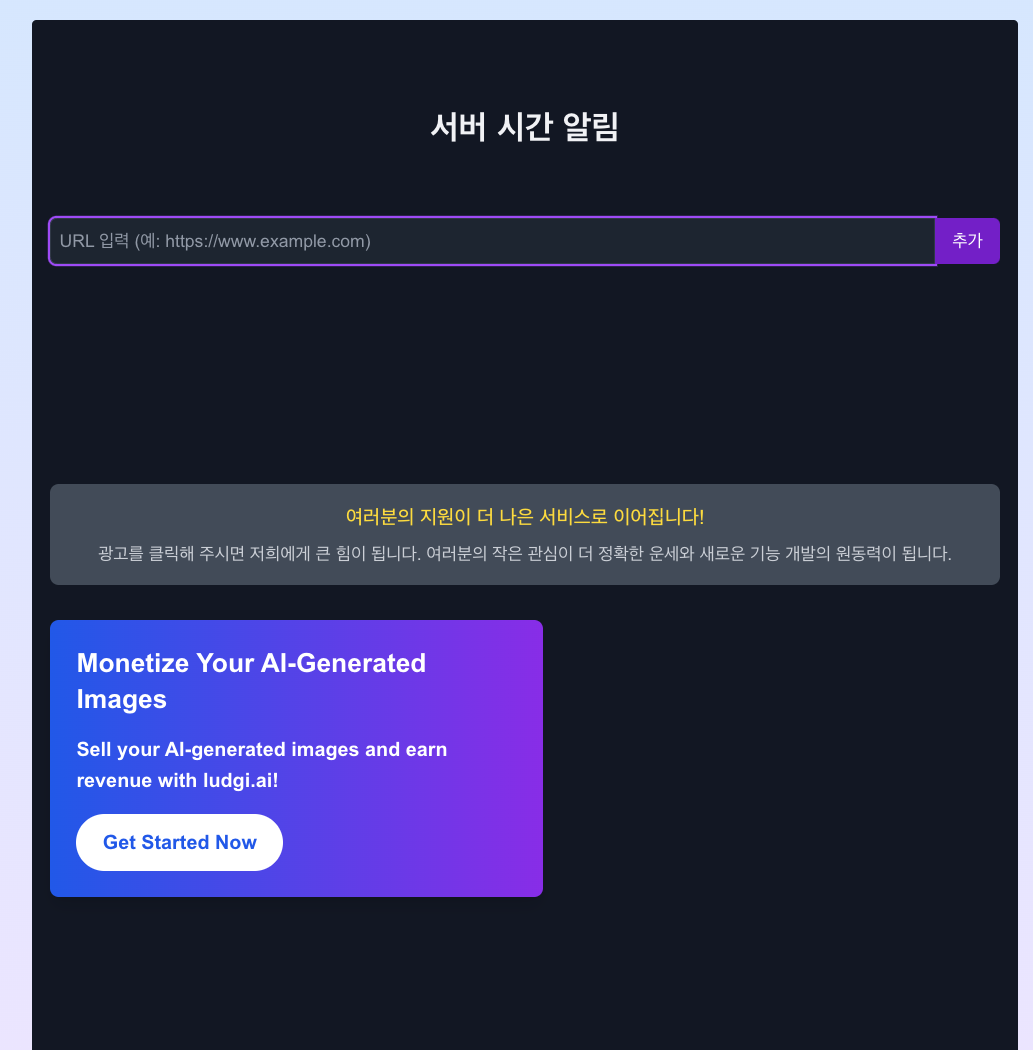 서버 시간 알림
URL 입력 (예: https://www.example.com)
추가
여러분의 지원이 더 나은 서비스로 이어집니다!
광고를 클릭해 주시면 저희에게 큰 힘이 됩니다. 여러분의 작은 관심이 더 정확한 운세와 새로운 기능 개발의 원동력이 됩니다.
Monetize Your AI-Generated
Images
Sell your AI-generated images and earn
revenue with ludgi.ai!
Get Started Now